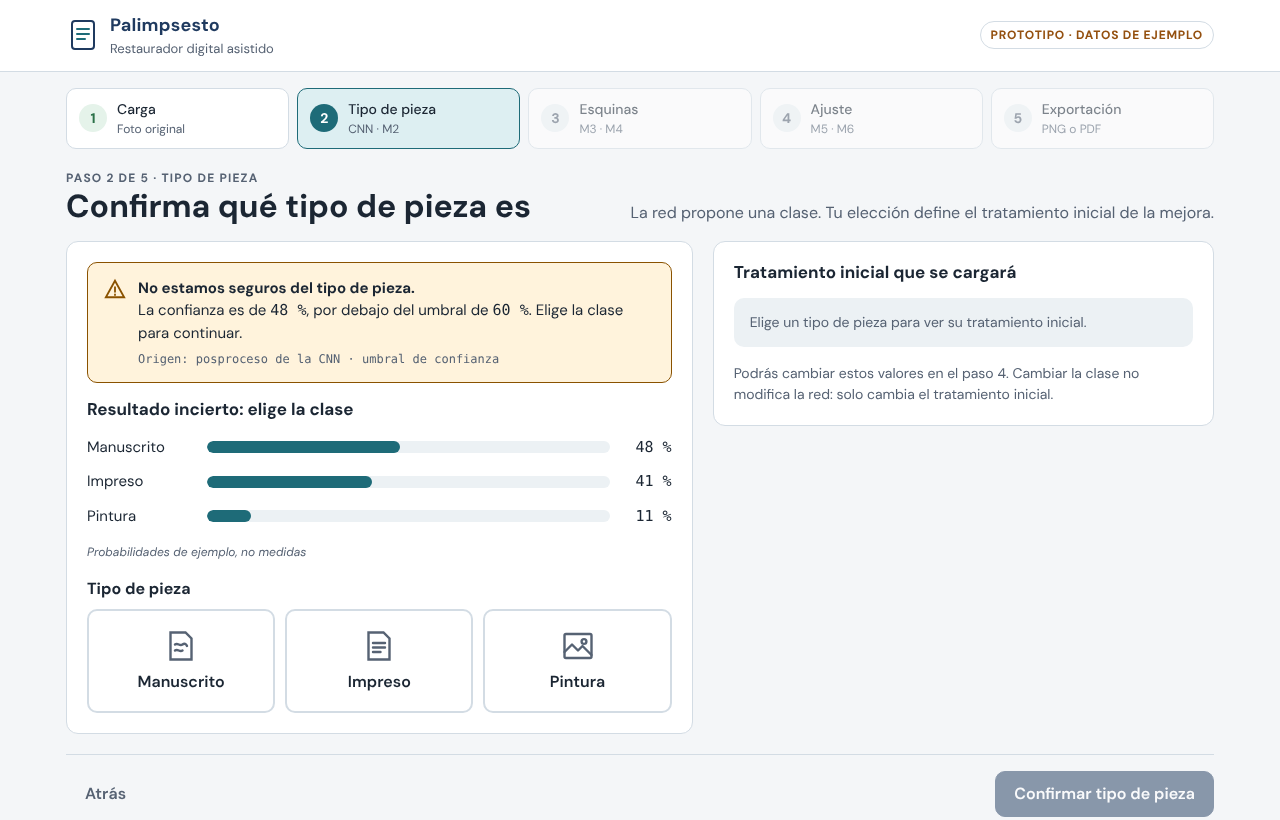 Palimpsesto
Restaurador digital asistido
PROTOTIPO · DATOS DE EJEMPLO
1
Carga
Foto original
2
Tipo de pieza
CNN · M2
3
Esquinas
M3 · M4
4
Ajuste
M5 · M6
5
Exportación
PNG o PDF
PASO 2 DE 5 · TIPO DE PIEZA
Confirma qué tipo de pieza es
La red propone una clase. Tu elección define el tratamiento inicial de la mejora.
No estamos seguros del tipo de pieza.
La confianza es de 48 %, por debajo del umbral de 60 %. Elige la clase
para continuar.
Origen: posproceso de la CNN · umbral de confianza
Resultado incierto: elige la clase
Manuscrito 48 %
Impreso 41 %
Pintura 11 %
Probabilidades de ejemplo, no medidas
Tipo de pieza
Manuscrito
Impreso
Pintura
Tratamiento inicial que se cargará
Elige un tipo de pieza para ver su tratamiento inicial.
Podrás cambiar estos valores en el paso 4. Cambiar la clase no
modifica la red: solo cambia el tratamiento inicial.
Atrás
Confirmar tipo de pieza